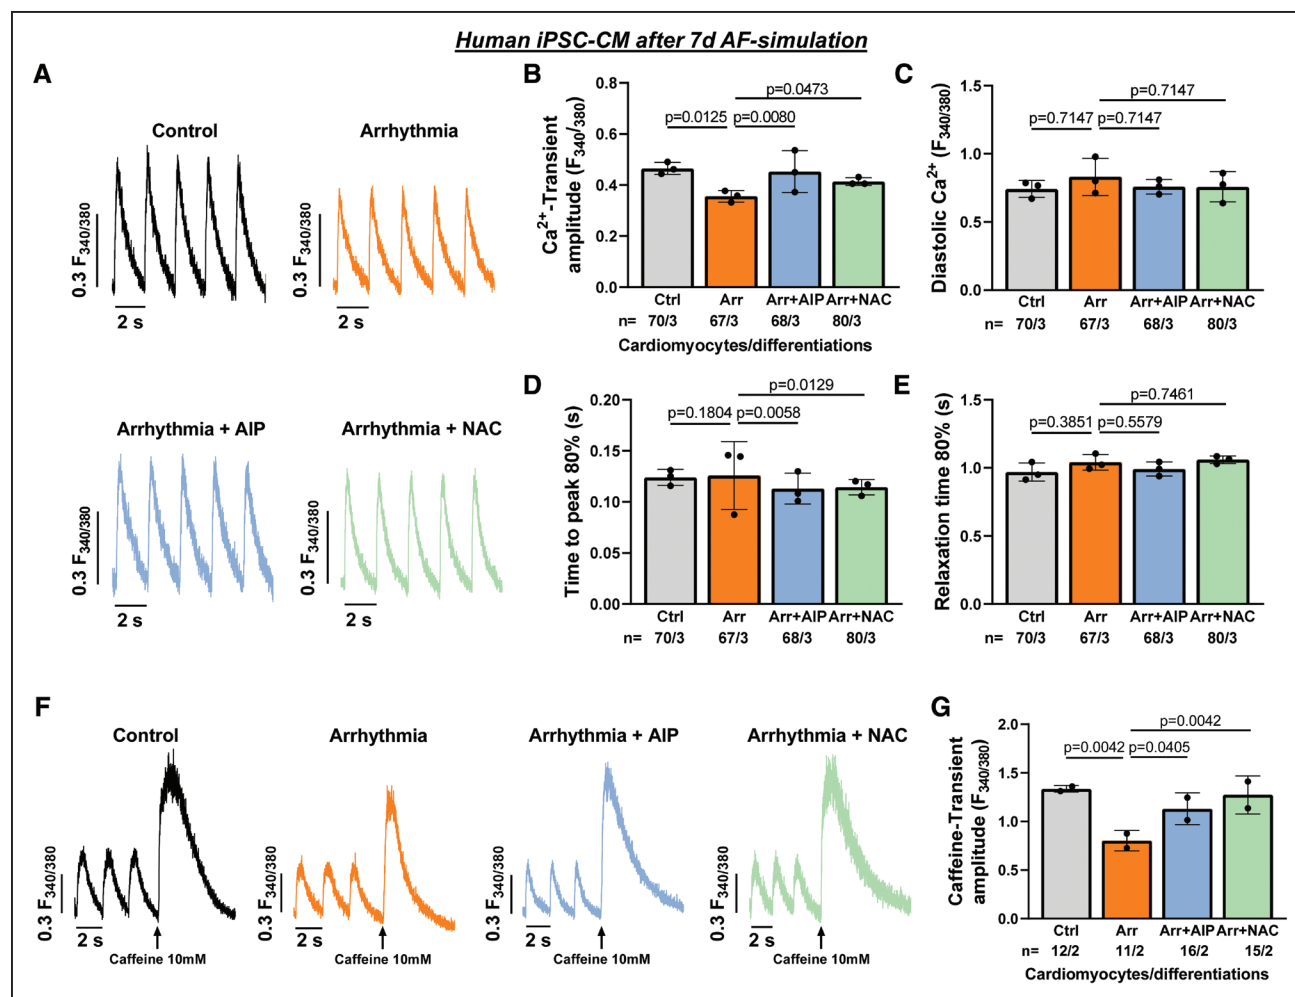 Human iPSC-CM after 7d AF-simulation
A
Control
Arrhythmia
0.3 F340/380
0.3 F340/380
2 s
2 s
Arrhythmia + AIP
Arrhythmia + NAC
0.3 F340/380
0.3 F340/380
2 s
2 s
B
Ca2+-Transient
amplitude (F340/380)
0.8
0.6
0.4
0.2
0.0
p=0.0473
p=0.0125
p=0.0080
Ctrl Arr Arr+AIP Arr+NAC
n= 70/3 67/3 68/3 80/3
Cardiomyocytes/differentiations
C
Diastolic Ca2+ (F340/380)
1.5
1.0
0.5
0.0
p=0.7147
p=0.7147
p=0.7147
Ctrl Arr Arr+AIP Arr+NAC
n= 70/3 67/3 68/3 80/3
D
Time to peak 80% (s)
0.20
0.15
0.10
0.05
0.00
p=0.0129
p=0.1804
p=0.0058
Ctrl Arr Arr+AIP Arr+NAC
n= 70/3 67/3 68/3 80/3
E
Relaxation time 80% (s)
1.5
1.0
0.5
0.0
p=0.7461
p=0.3851
p=0.5579
Ctrl Arr Arr+AIP Arr+NAC
n= 70/3 67/3 68/3 80/3
F
Control
Arrhythmia
Arrhythmia + AIP
Arrhythmia + NAC
0.3 F340/380
0.3 F340/380
0.3 F340/380
0.3 F340/380
2 s
2 s
2 s
2 s
Caffeine 10mM
Caffeine 10mM
Caffeine 10mM
Caffeine 10mM
G
Caffeine-Transient
amplitude (F340/380)
2.0
1.5
1.0
0.5
0.0
p=0.0042
p=0.0042
p=0.0405
Ctrl Arr Arr+AIP Arr+NAC
n= 12/2 11/2 16/2 15/2
Cardiomyocytes/differentiations